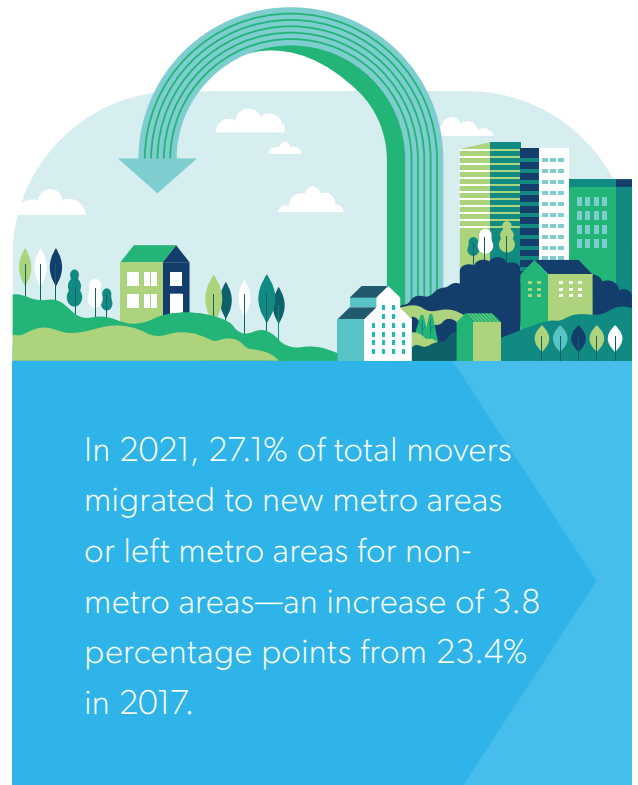 In 2021, 27.1% of total movers
migrated to new metro areas
or left metro areas for non-
metro areas—an increase of 3.8
percentage points from 23.4%
in 2017.